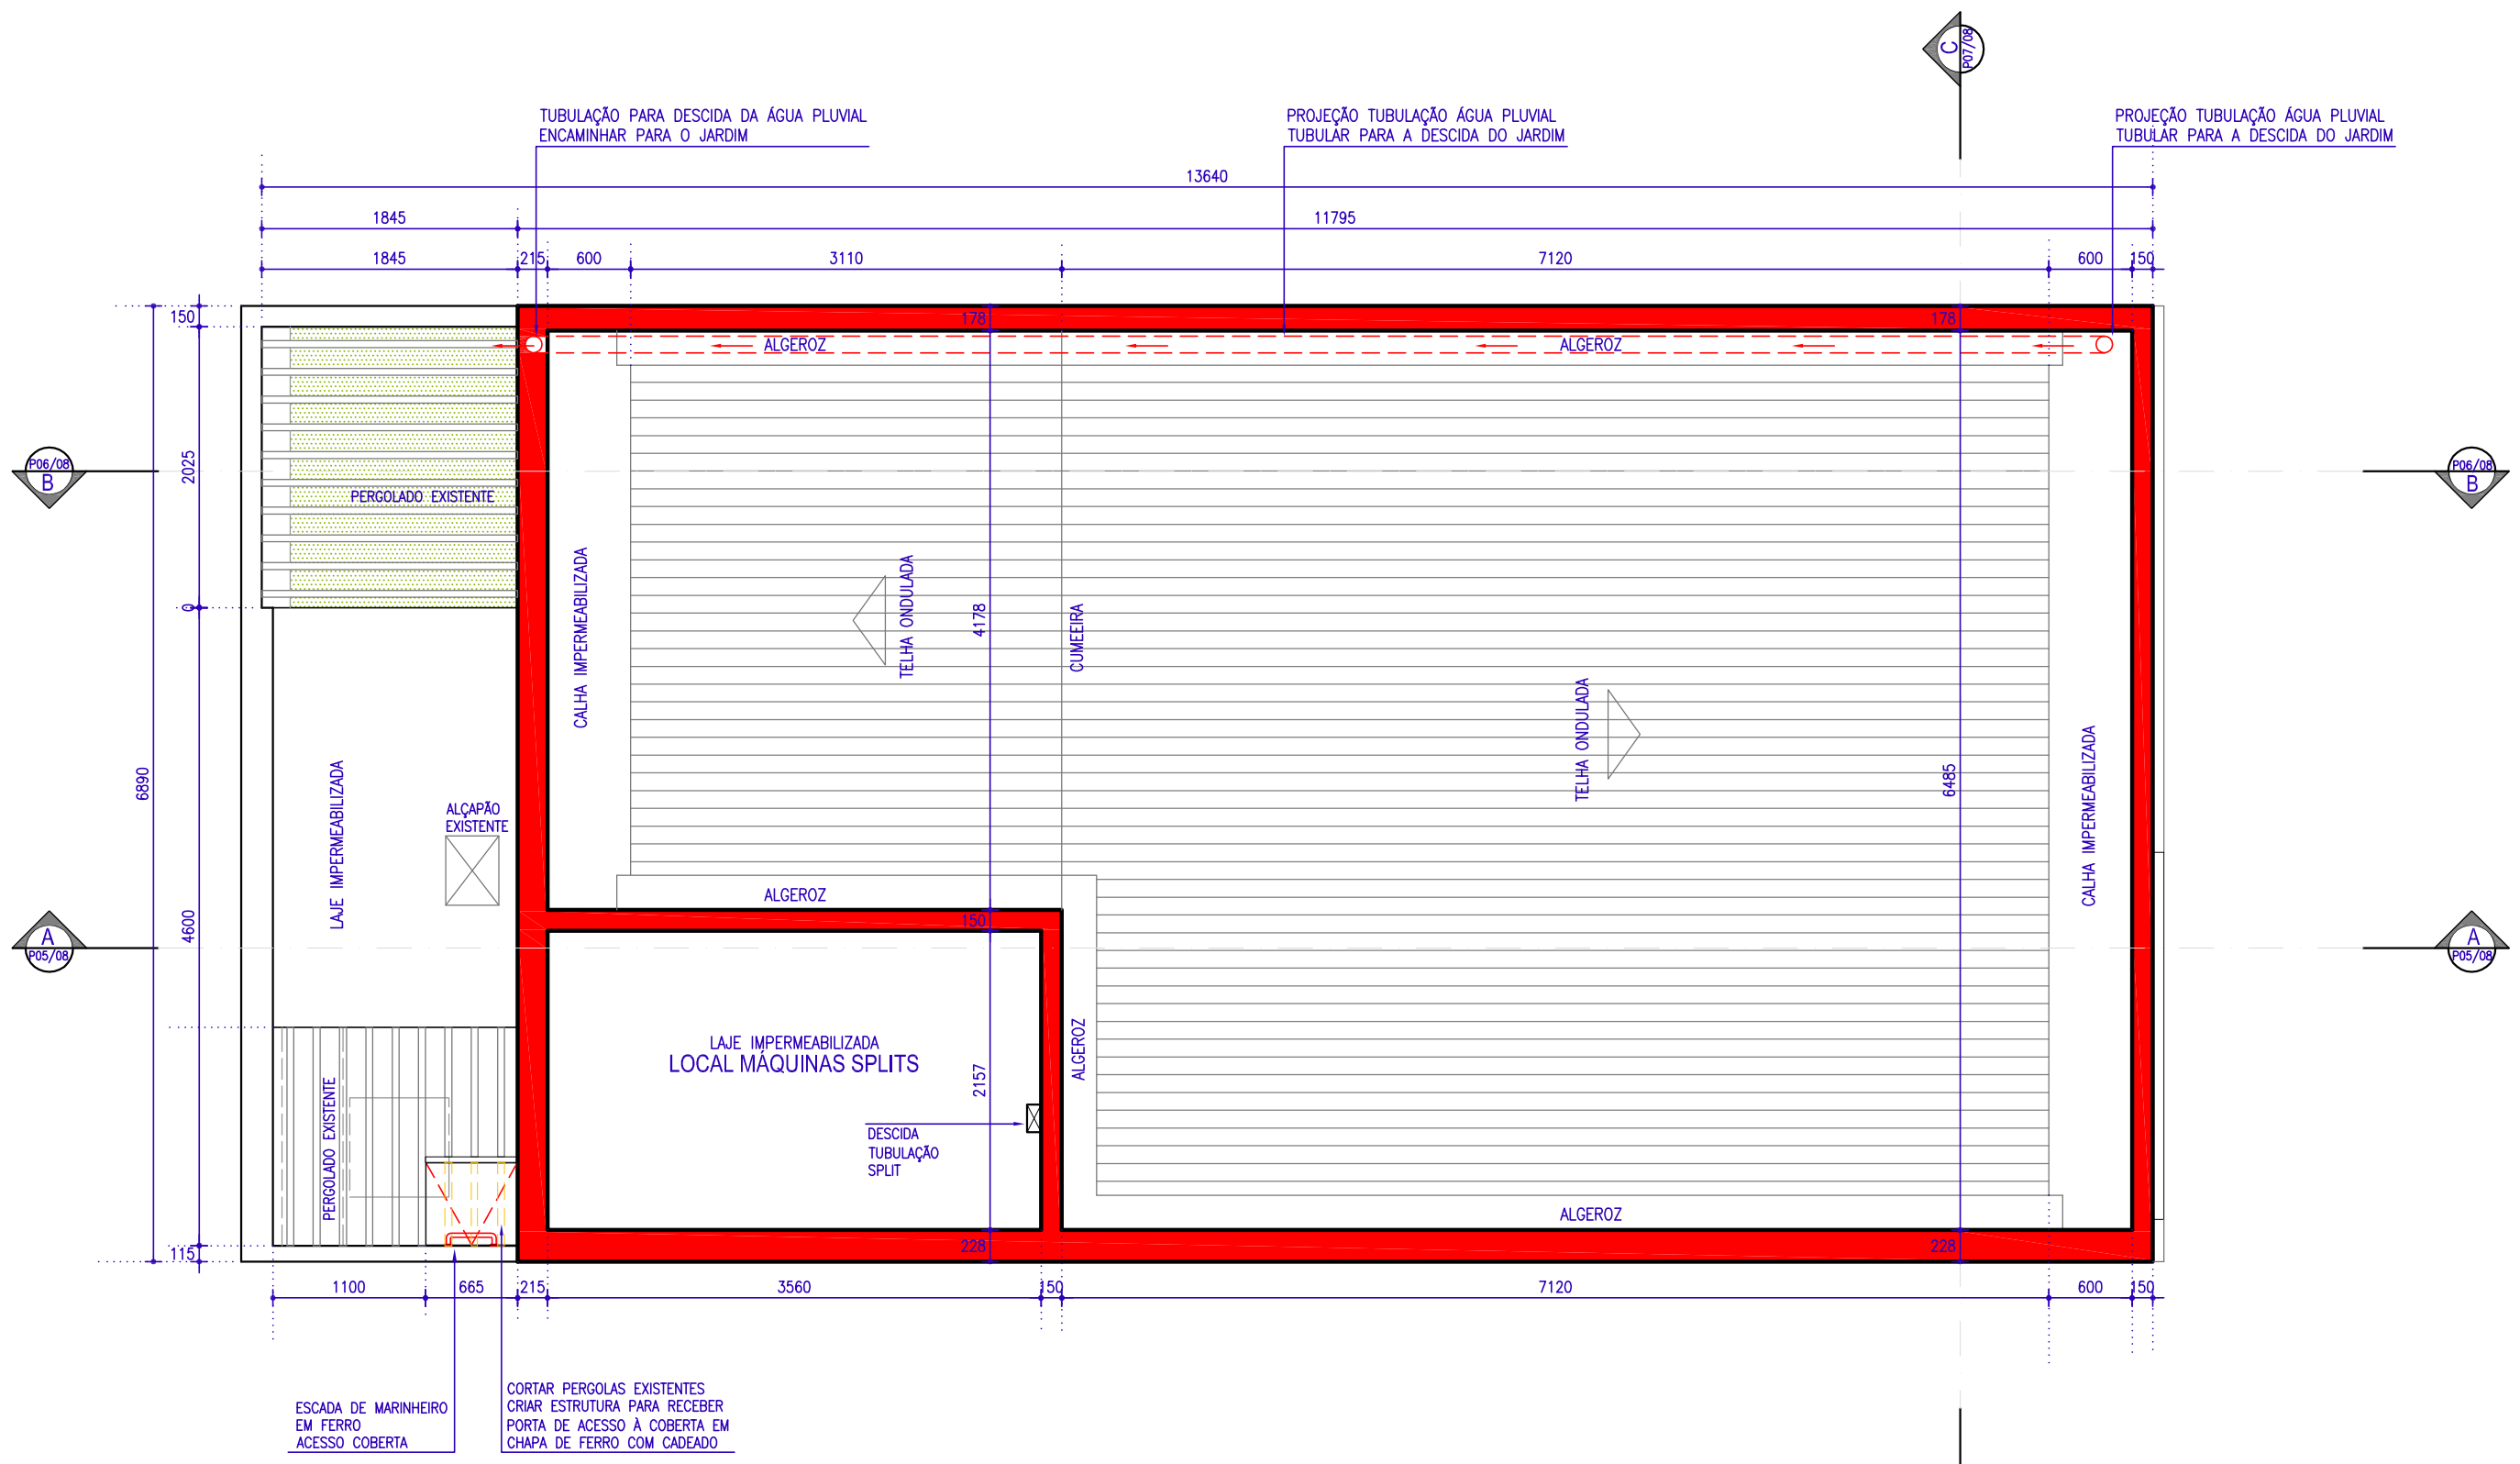 C
P07/08
TUBULAÇÃO PARA DESCIDA DA ÁGUA PLUVIAL
ENCAMINHAR PARA O JARDIM
PROJEÇÃO TUBULAÇÃO ÁGUA PLUVIAL
TUBULAR PARA A DESCIDA DO JARDIM
PROJEÇÃO TUBULAÇÃO ÁGUA PLUVIAL
TUBULAR PARA A DESCIDA DO JARDIM
13640
1845
11795
1845
215
600
3110
7120
600
150
150
178
178
ALGEROZ
ALGEROZ
2025
P06/08
B
P06/08
B
PERGOLADO EXISTENTE
0
CALHA IMPERMEABILIZADA
TELHA ONDULADA
4178
CUMEEIRA
TELHA ONDULADA
6485
CALHA IMPERMEABILIZADA
6890
LAJE IMPERMEABILIZADA
ALÇAPÃO
EXISTENTE
ALGEROZ
4600
150
A
P05/08
A
P05/08
LAJE IMPERMEABILIZADA
LOCAL MÁQUINAS SPLITS
2157
ALGEROZ
PERGOLADO EXISTENTE
DESCIDA
TUBULAÇÃO
SPLIT
ALGEROZ
115
228
228
1100
665
215
3560
150
7120
600
150
ESCADA DE MARINHEIRO
EM FERRO
ACESSO COBERTA
CORTAR PERGOLAS EXISTENTES
CRIAR ESTRUTURA PARA RECEBER
PORTA DE ACESSO À COBERTA EM
CHAPA DE FERRO COM CADEADO